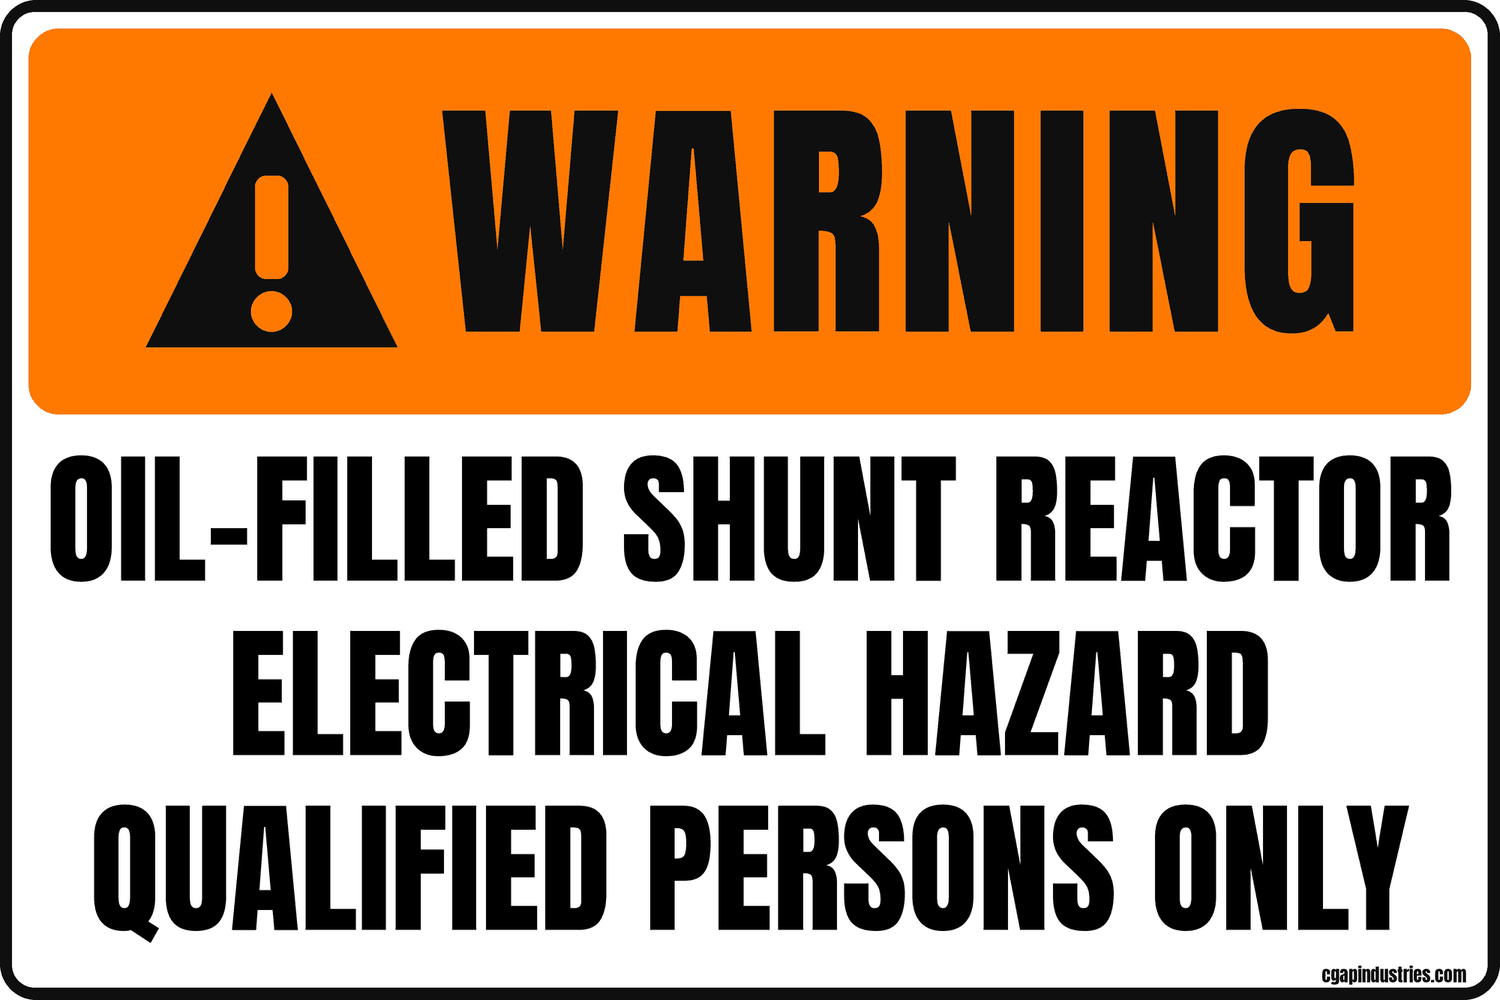 WARNING
OIL-FILLED SHUNT REACTOR
ELECTRICAL HAZARD
QUALIFIED PERSONS ONLY
cgapindustries.com